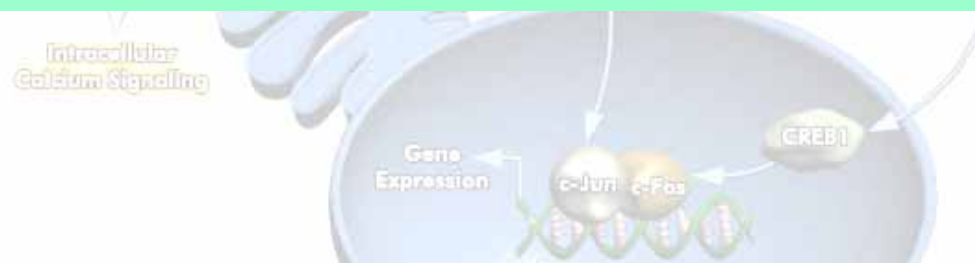 Intracellular
Calcium Signaling
CREB1
Gene
Expression
c-Jun c-Fos